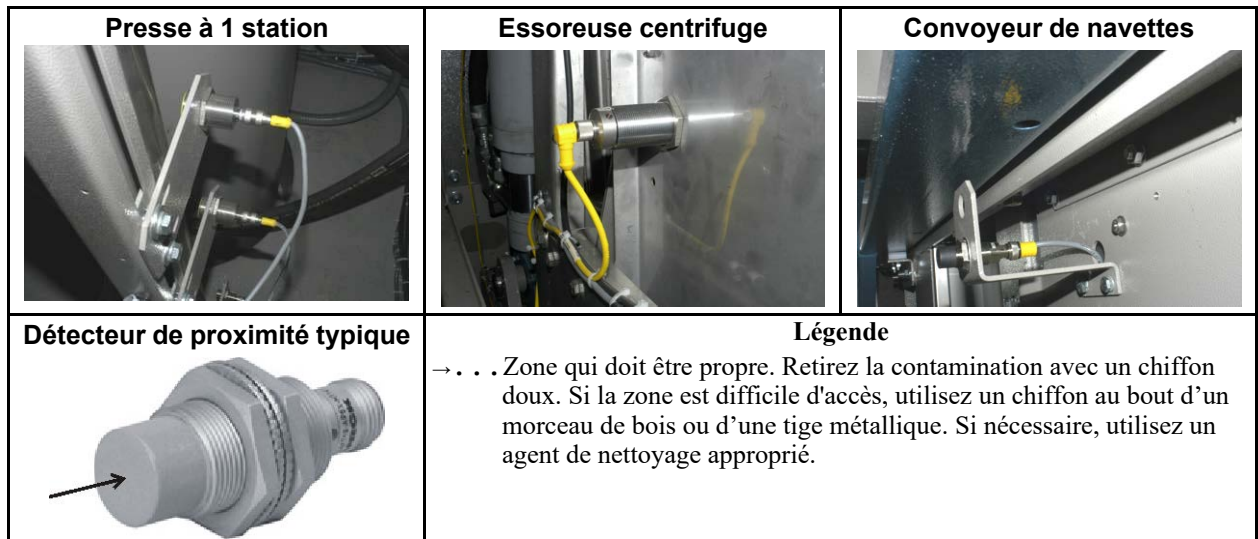 Presse à 1 station
Essoreuse centrifuge
Convoyeur de navettes
Détecteur de proximité typique
Légende
→. . . Zone qui doit être propre. Retirez la contamination avec un chiffon
doux. Si la zone est difficile d'accès, utilisez un chiffon au bout d’un
morceau de bois ou d’une tige métallique. Si nécessaire, utilisez un
agent de nettoyage approprié.